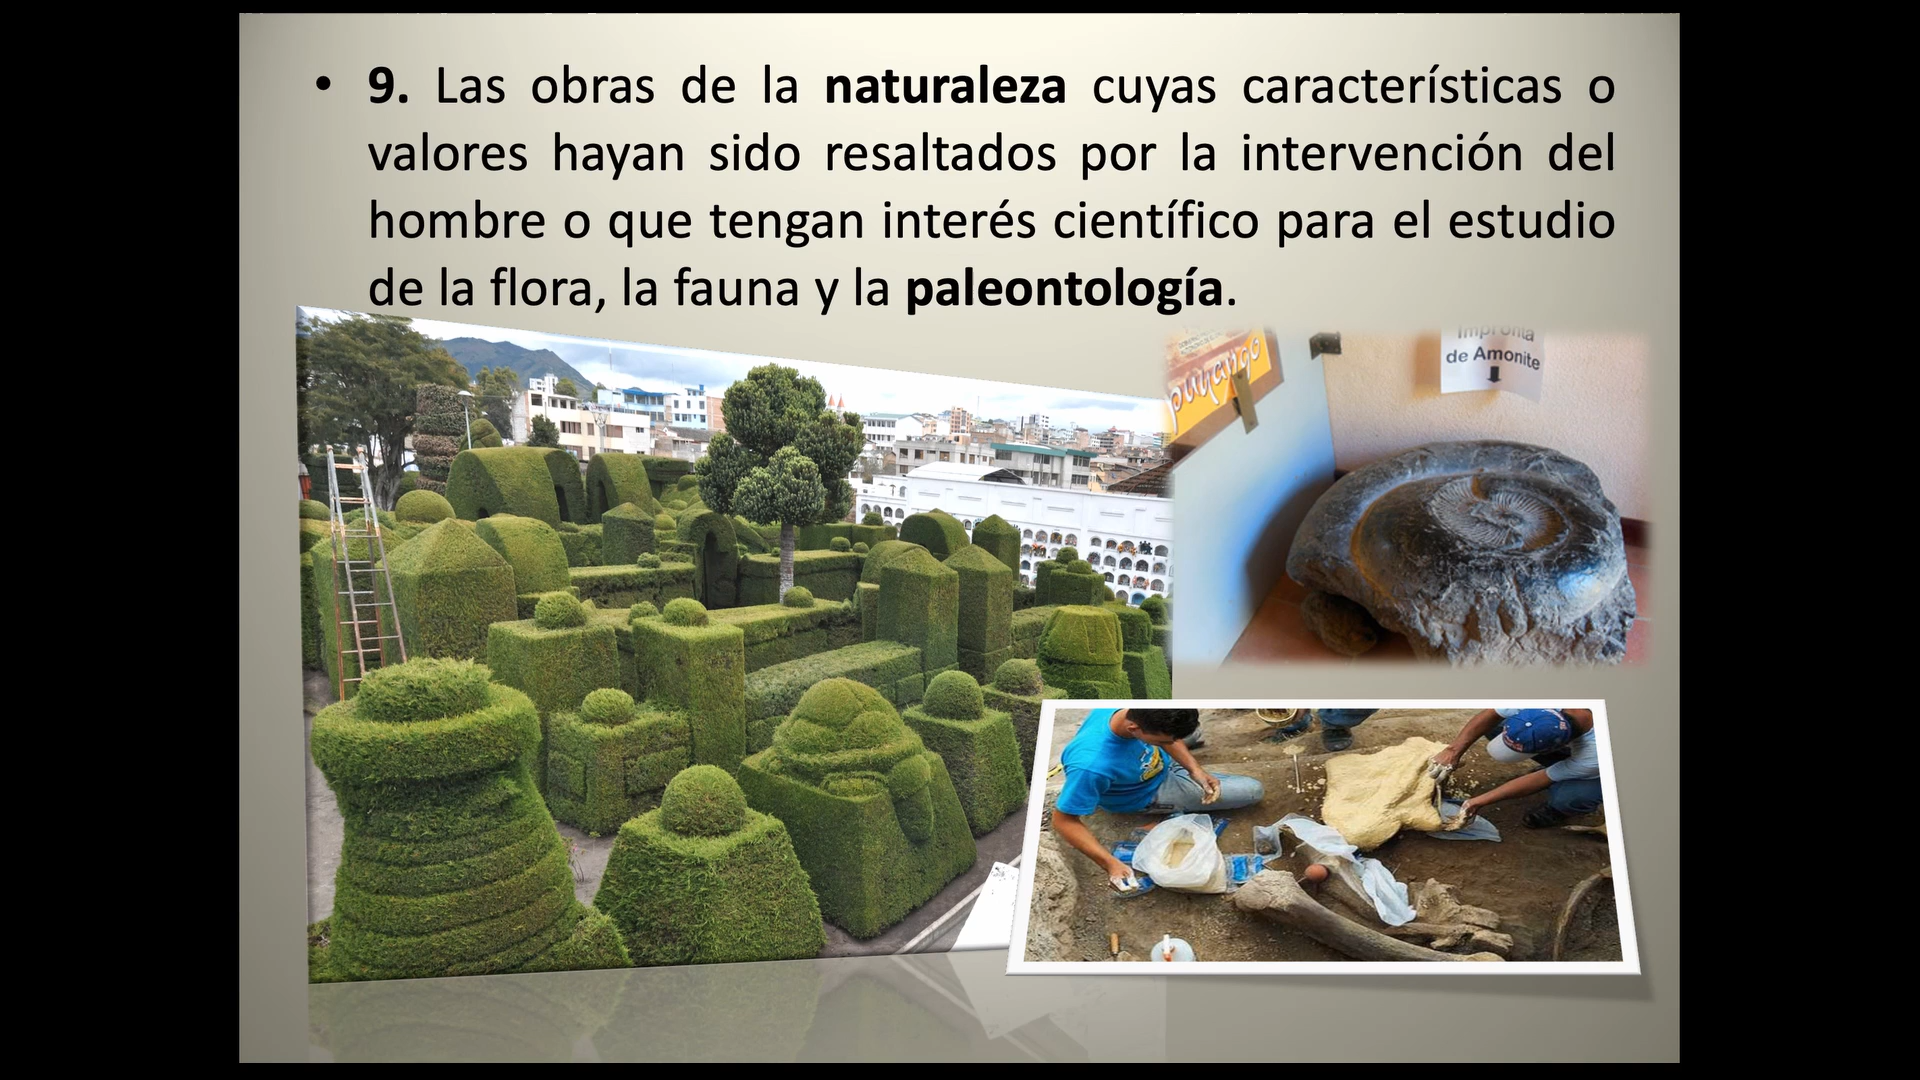 • 9. Las obras de la naturaleza cuyas características o
valores hayan sido resaltados por la intervención del
hombre o que tengan interés científico para el estudio
de la flora, la fauna y la paleontología.
Impronta
de Amonite
puyango